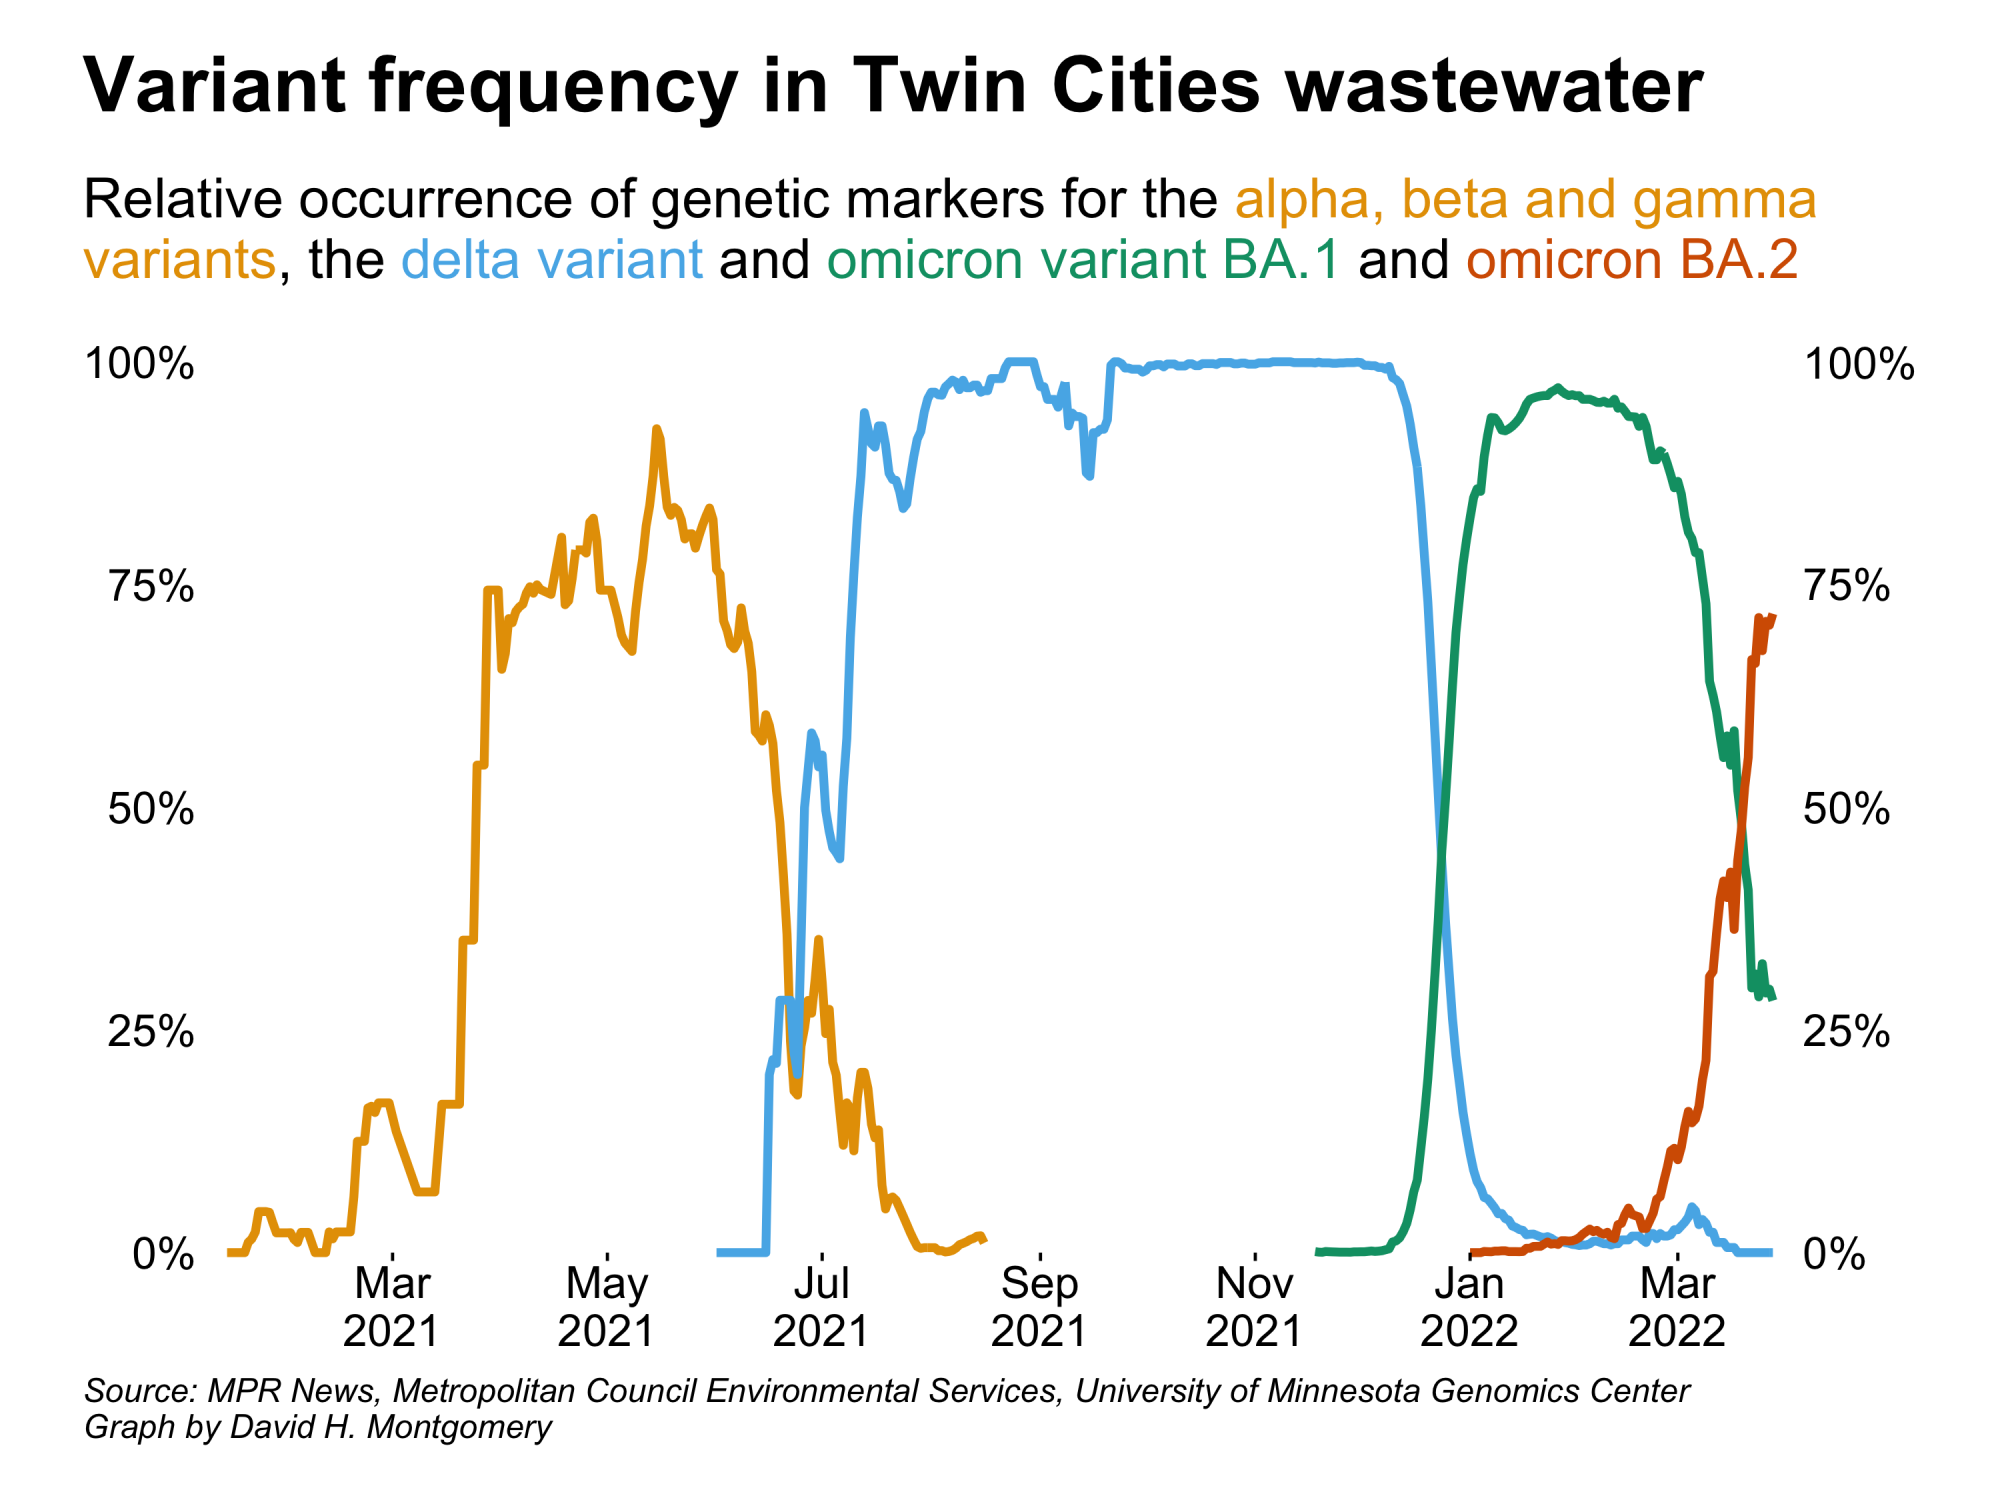 Variant frequency in Twin Cities wastewater
Relative occurrence of genetic markers for the alpha, beta and gamma
variants, the delta variant and omicron variant BA.1 and omicron BA.2
100% 100%
75% 75%
50% 50%
25% 25%
0% 0%
Mar May Jul Sep Nov Jan Mar
2021 2021 2021 2021 2021 2022 2022
Source: MPR News, Metropolitan Council Environmental Services, University of Minnesota Genomics Center
Graph by David H. Montgomery